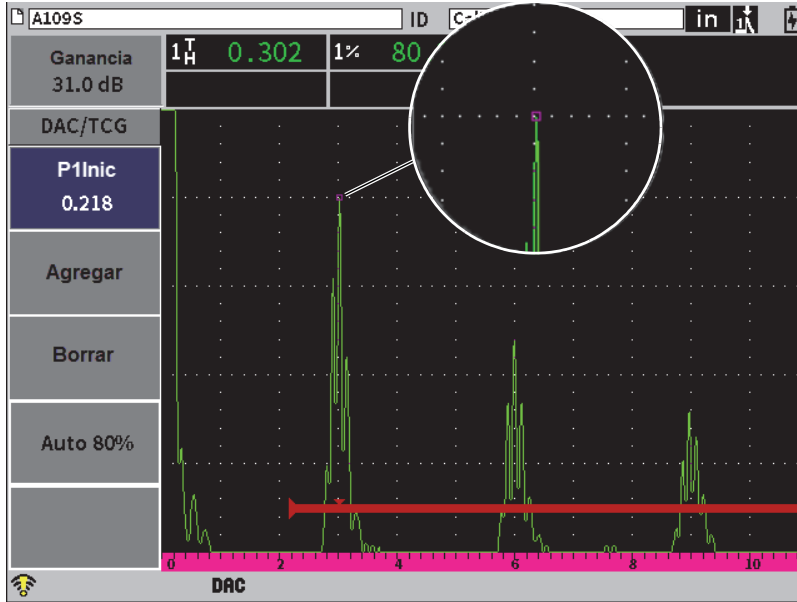 A109S
ID
in
Ganancia
31.0 dB
1 TH 0.302
1% 80
DAC/TCG
P1Inic
0.218
Agregar
Borrar
Auto 80%
0 2 4 6 8 10
DAC